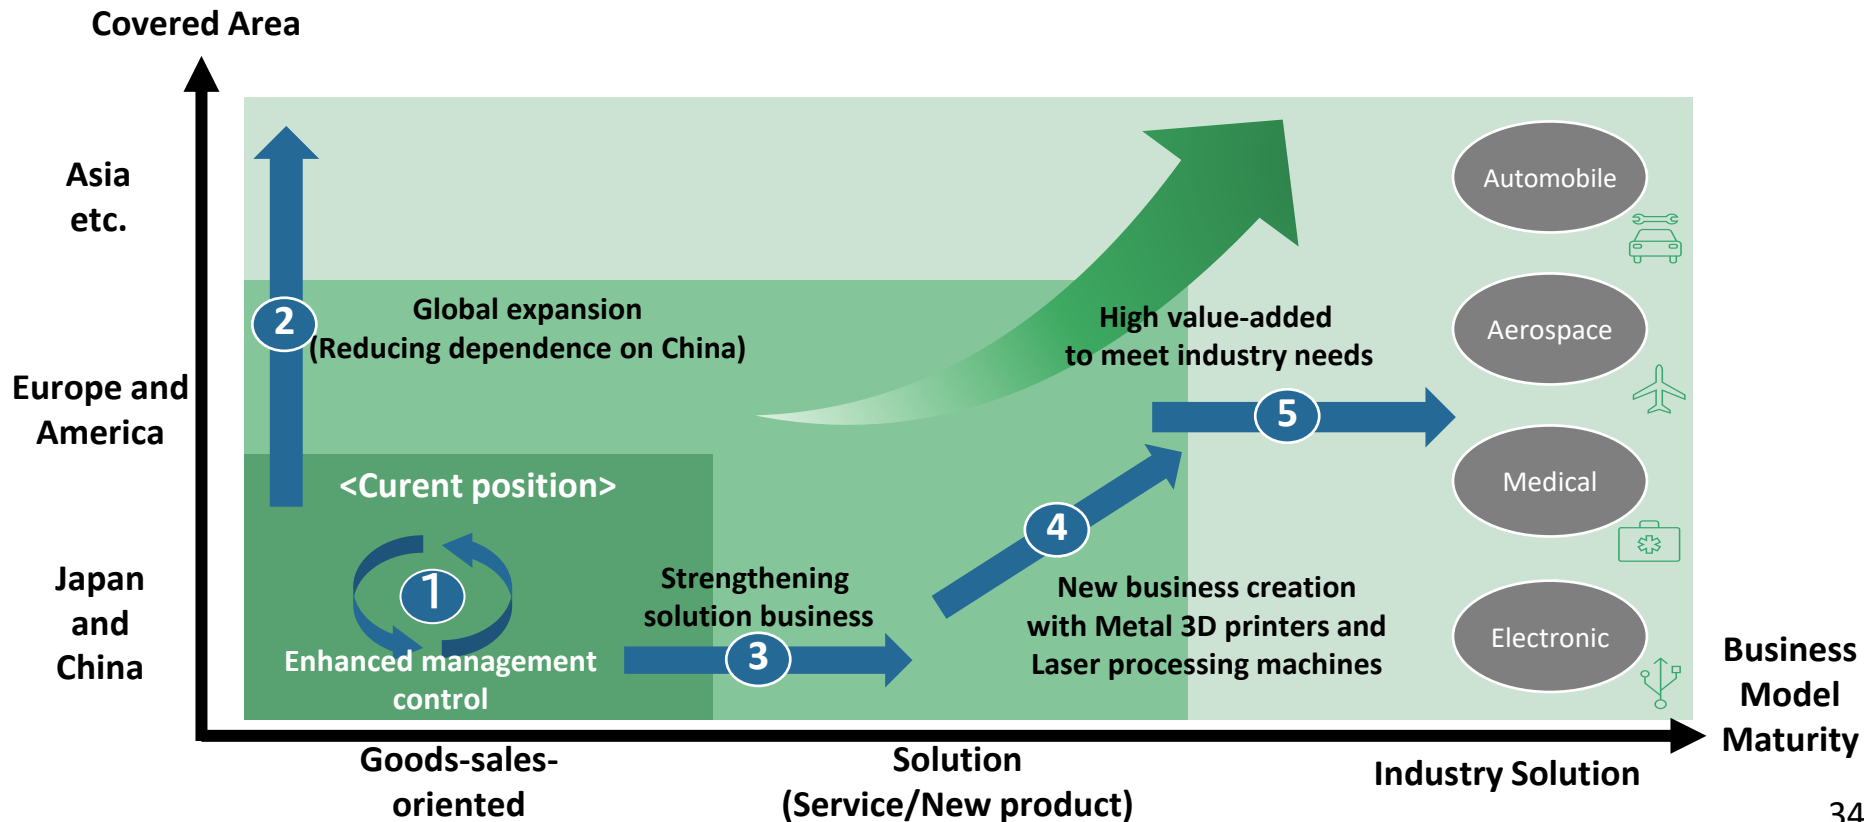 Covered Area
Asia
etc.
Europe and
America
Japan
and
China
2
Global expansion
(Reducing dependence on China)
<Curent position>
1
Enhanced management
control
Strengthening
solution business
3
4
New business creation
with Metal 3D printers and
Laser processing machines
High value-added
to meet industry needs
5
Automobile
Aerospace
Medical
Electronic
Business
Model
Maturity
Goods-sales-
oriented
Solution
(Service/New product)
Industry Solution
34